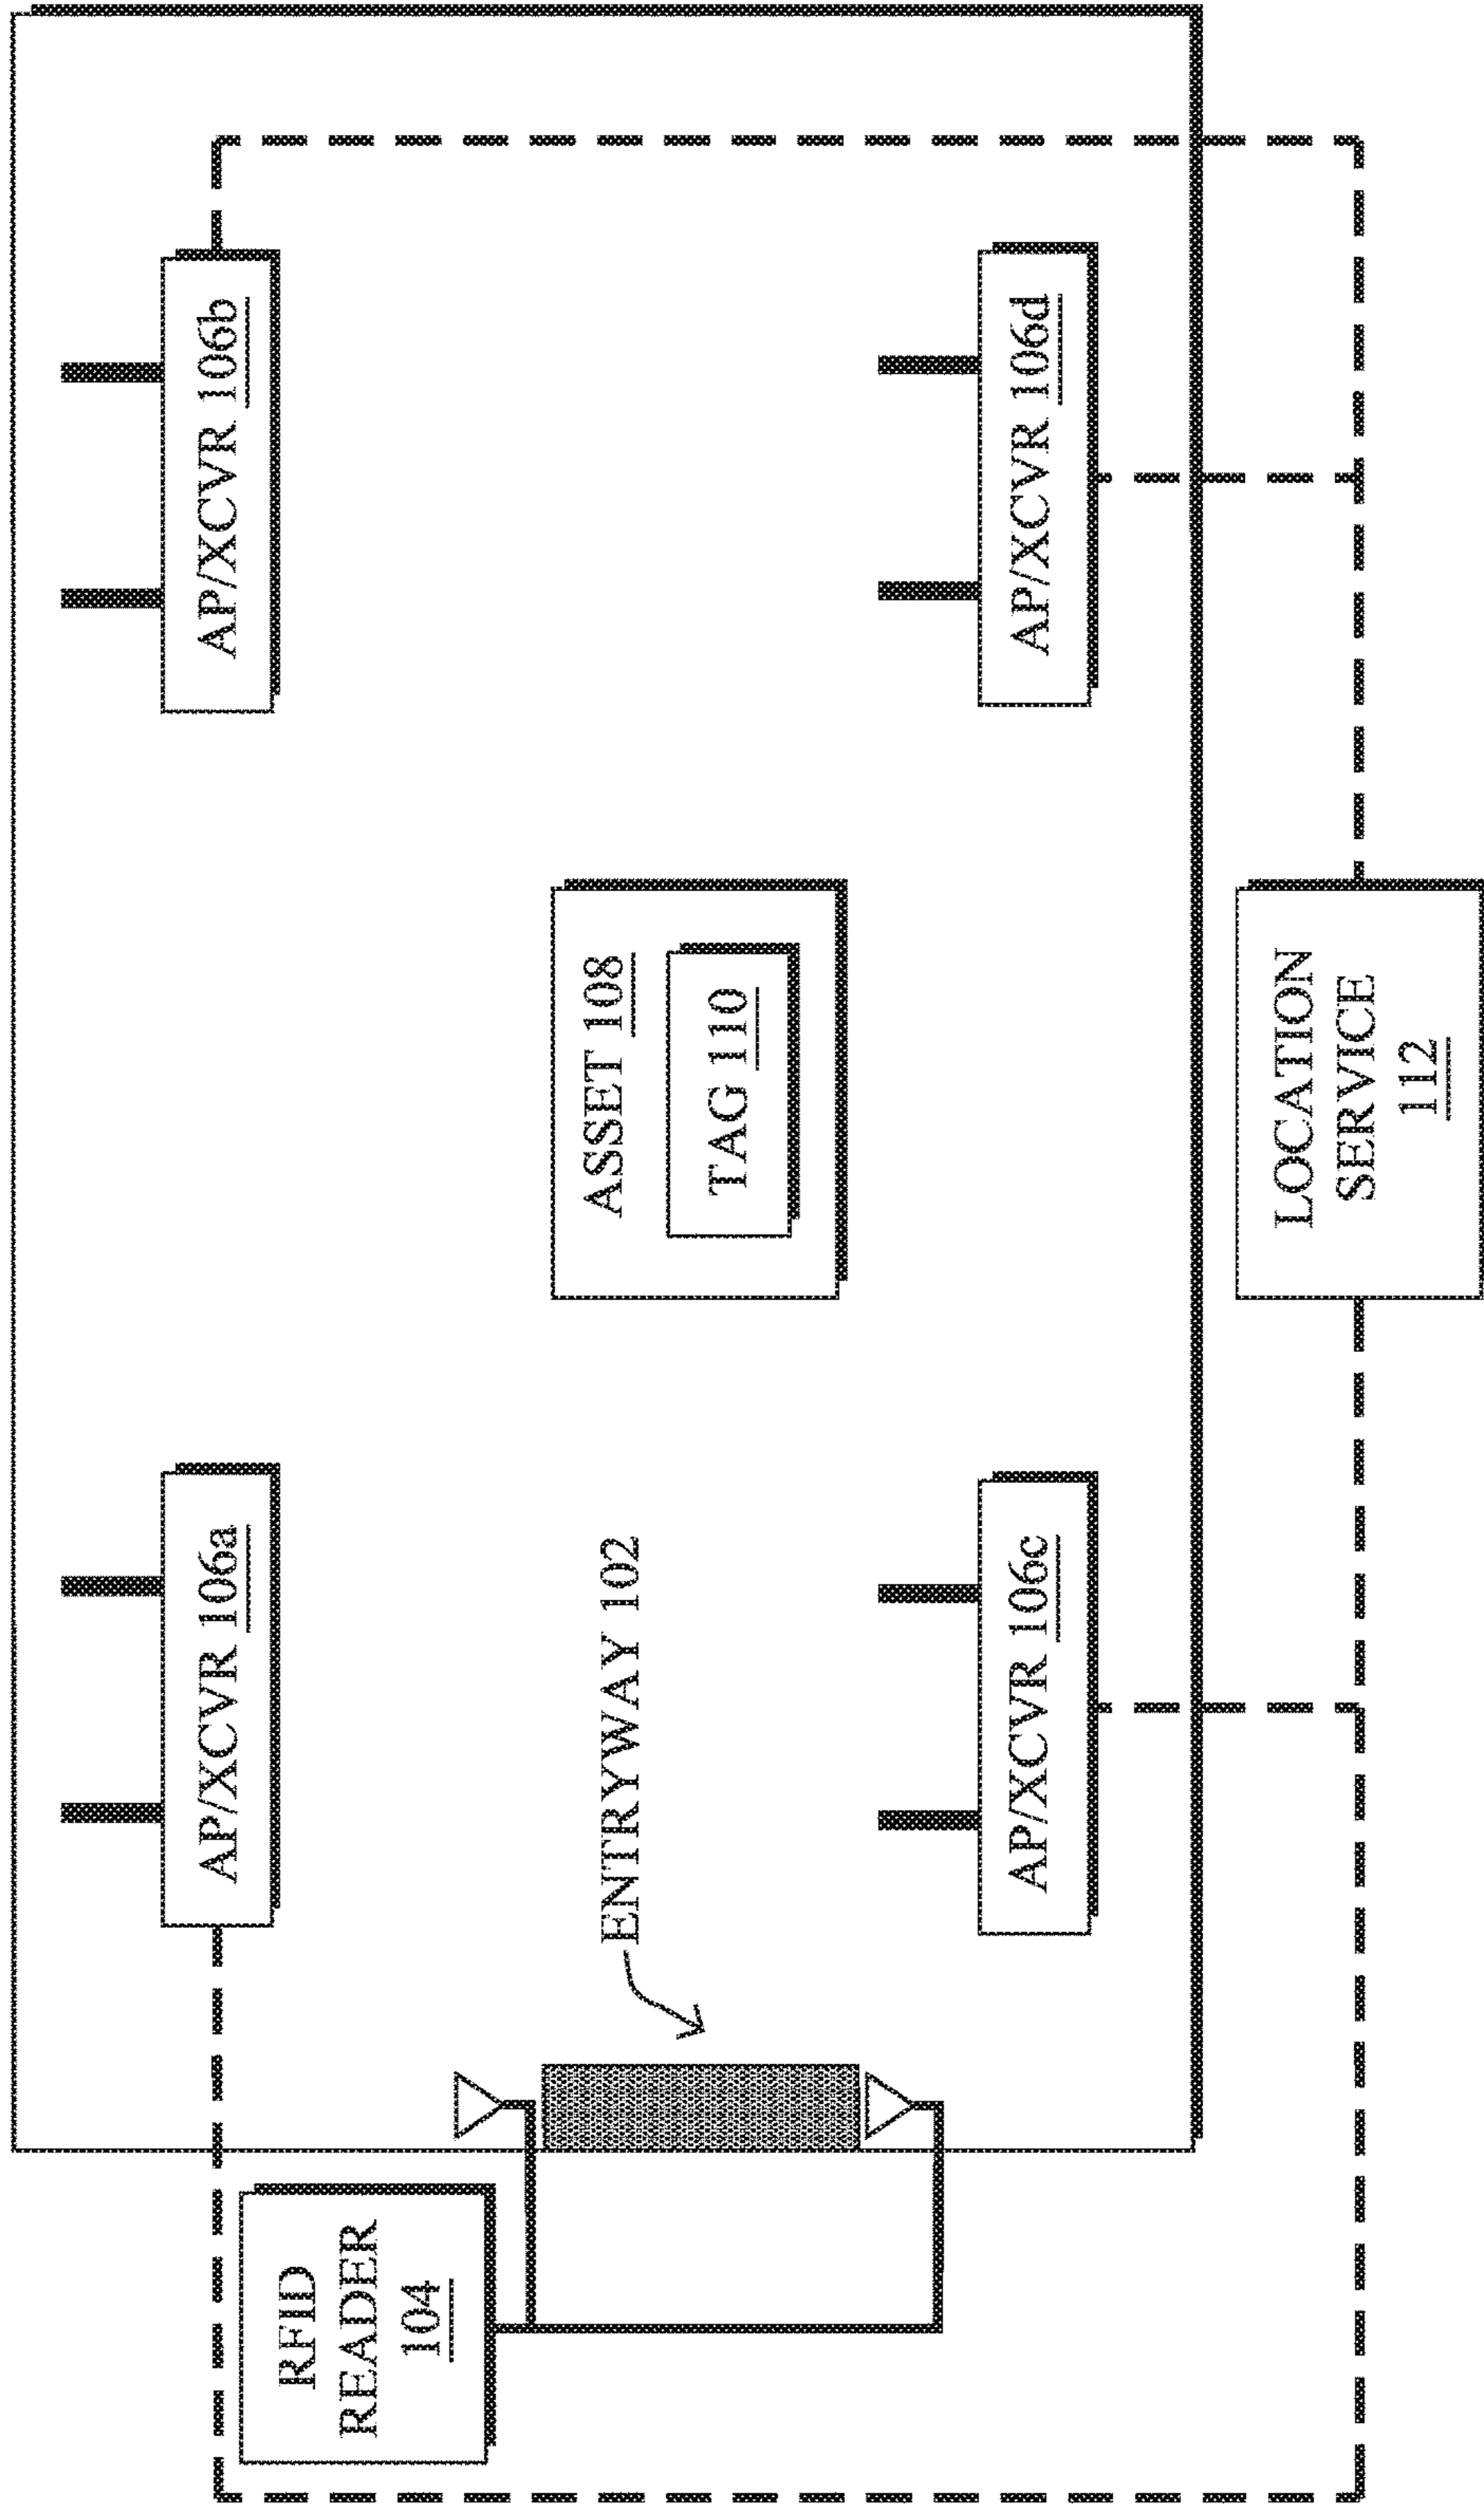 AP/XCVR 106a
AP/XCVR 106b
RFID
READER
104
ENTRYWAY 102
ASSET 108
TAG 110
AP/XCVR 106c
AP/XCVR 106d
LOCATION
SERVICE
112